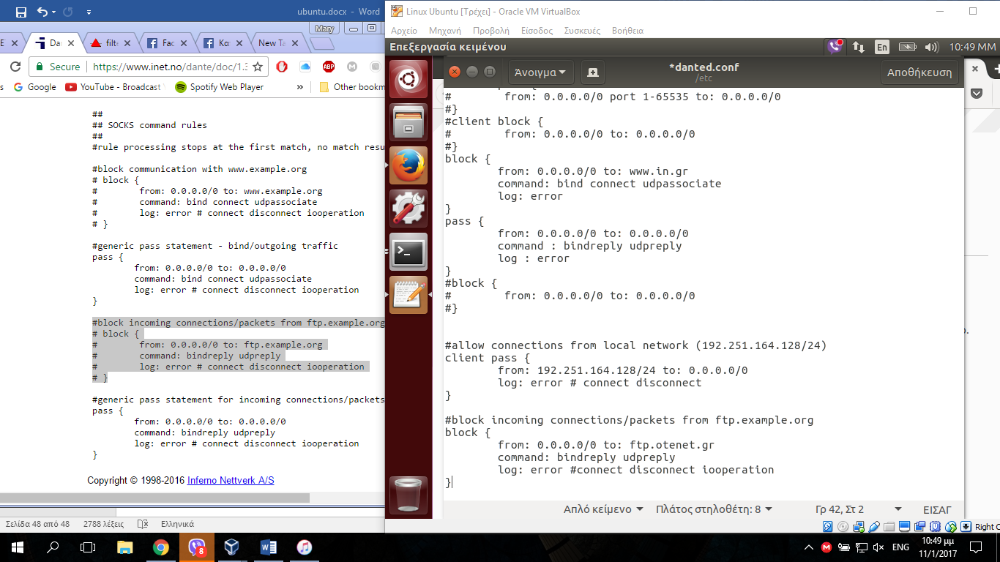 ubuntu.docx - Word
Mary
E
Da
filte
Fac
Κο
New Ta
Secure
https://www.inet.no/dante/doc/1.3
ABP
s
Google
YouTube - Broadcast
Spotify Web Player
»
Other bookm
##
## SOCKS command rules
##
#rule processing stops at the first match, no match resu
#block communication with www.example.org
# block {
# from: 0.0.0.0/0 to: www.example.org
# command: bind connect udpassociate
# log: error # connect disconnect iooperation
# }
#generic pass statement - bind/outgoing traffic
pass {
from: 0.0.0.0/0 to: 0.0.0.0/0
command: bind connect udpassociate
log: error # connect disconnect iooperation
}
#block incoming connections/packets from ftp.example.org
# block {
# from: 0.0.0.0/0 to: ftp.example.org
# command: bindreply udpreply
# log: error # connect disconnect iooperation
# }
#generic pass statement for incoming connections/packets
pass {
from: 0.0.0.0/0 to: 0.0.0.0/0
command: bindreply udpreply
log: error # connect disconnect iooperation
}
Copyright © 1998-2016 Inferno Nettverk A/S
Σελίδα 48 από 48
2788 λέξεις
Ελληνικά
Linux Ubuntu [Τρέχει] - Oracle VM VirtualBox
Αρχείο Μηχανή Προβολή Είσοδος Συσκευές Βοήθεια
Επεξεργασία κειμένου
En
10:49 ΜΜ
Άνοιγμα
*danted.conf
/etc
Αποθήκευση
# from: 0.0.0.0/0 port 1-65535 to: 0.0.0.0/0
#}
#client block {
# from: 0.0.0.0/0 to: 0.0.0.0/0
#}
block {
from: 0.0.0.0/0 to: www.in.gr
command: bind connect udpassociate
log: error
}
pass {
from: 0.0.0.0/0 to: 0.0.0.0/0
command : bindreply udpreply
log : error
}
#block {
# from: 0.0.0.0/0 to: 0.0.0.0/0
#}
#allow connections from local network (192.251.164.128/24)
client pass {
from: 192.251.164.128/24 to: 0.0.0.0/0
log: error # connect disconnect
}
#block incoming connections/packets from ftp.example.org
block {
from: 0.0.0.0/0 to: ftp.otenet.gr
command: bindreply udpreply
log: error #connect disconnect iooperation
}
Απλό κείμενο
Πλάτος στηλοθέτη: 8
Γρ 42, Στ 2
ΕΙΣΑΓ
Right C
8
ENG
10:49 μμ
11/1/2017